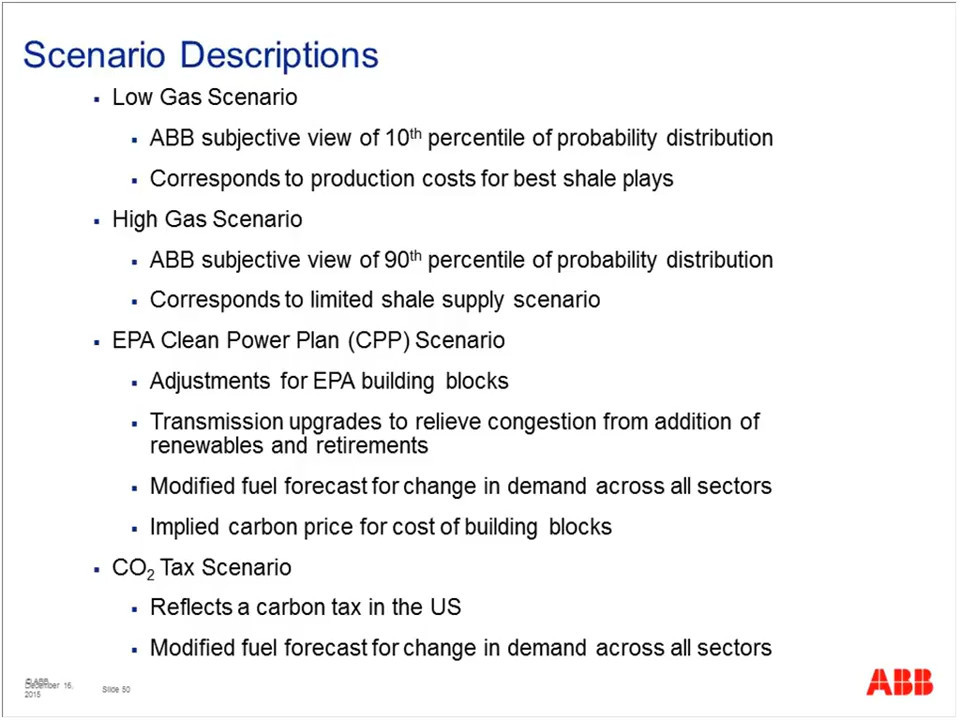 Scenario Descriptions
▪ Low Gas Scenario
▪ ABB subjective view of 10th percentile of probability distribution
▪ Corresponds to production costs for best shale plays
▪ High Gas Scenario
▪ ABB subjective view of 90th percentile of probability distribution
▪ Corresponds to limited shale supply scenario
▪ EPA Clean Power Plan (CPP) Scenario
▪ Adjustments for EPA building blocks
▪ Transmission upgrades to relieve congestion from addition of
renewables and retirements
▪ Modified fuel forecast for change in demand across all sectors
▪ Implied carbon price for cost of building blocks
▪ CO2 Tax Scenario
▪ Reflects a carbon tax in the US
▪ Modified fuel forecast for change in demand across all sectors
© ABB
December 16,
2015
Slide 50
ABB